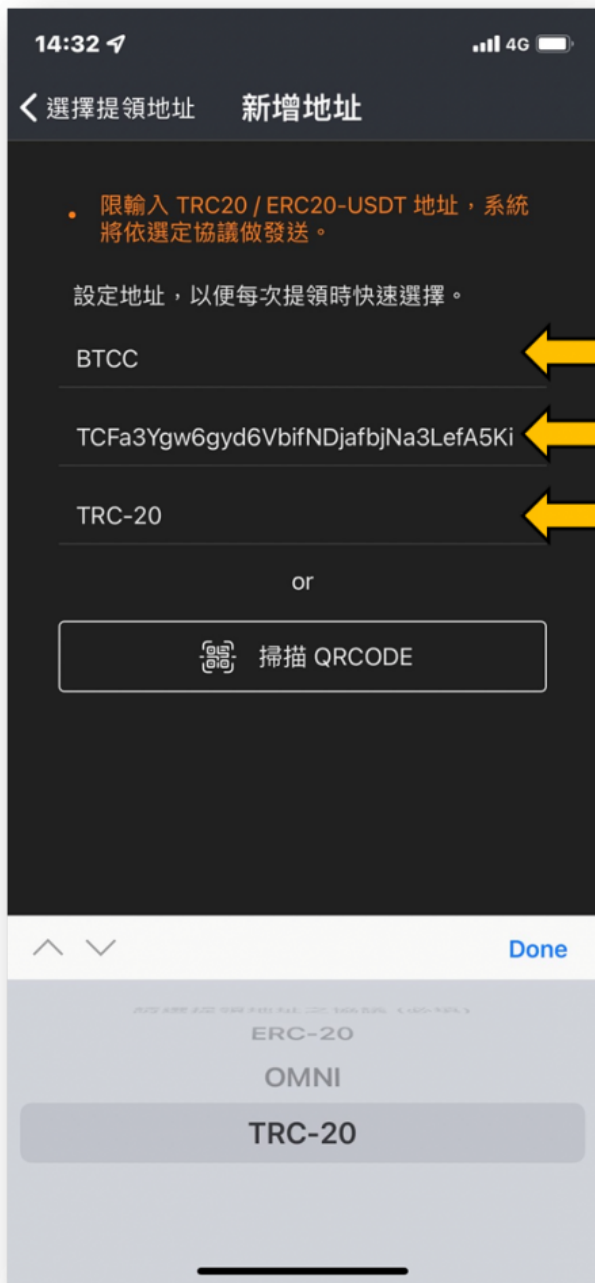 14:32
4G
選擇提領地址 新增地址
• 限輸入 TRC20 / ERC20-USDT 地址，系統
將依選定協議做發送。
設定地址，以便每次提領時快速選擇。
BTCC
TCFa3Ygw6gyd6VbifNDjafbjNa3LefA5Ki
TRC-20
or
掃描 QRCODE
Done
ERC-20
OMNI
TRC-20